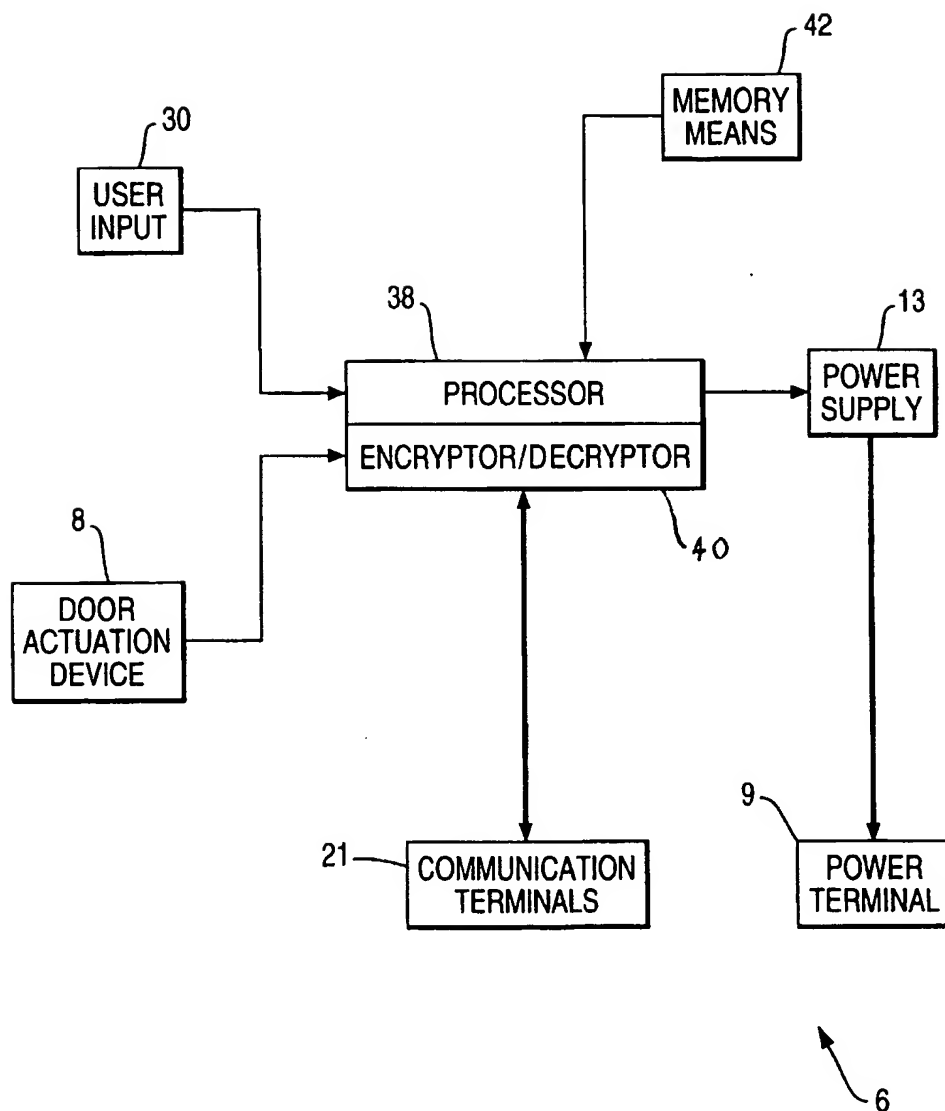 42
MEMORY
MEANS
30
USER
INPUT
38
13
PROCESSOR
POWER
SUPPLY
ENCRYPTOR/DECRYPTOR
8
40
DOOR
ACTUATION
DEVICE
9
21
COMMUNICATION
TERMINALS
POWER
TERMINAL
6